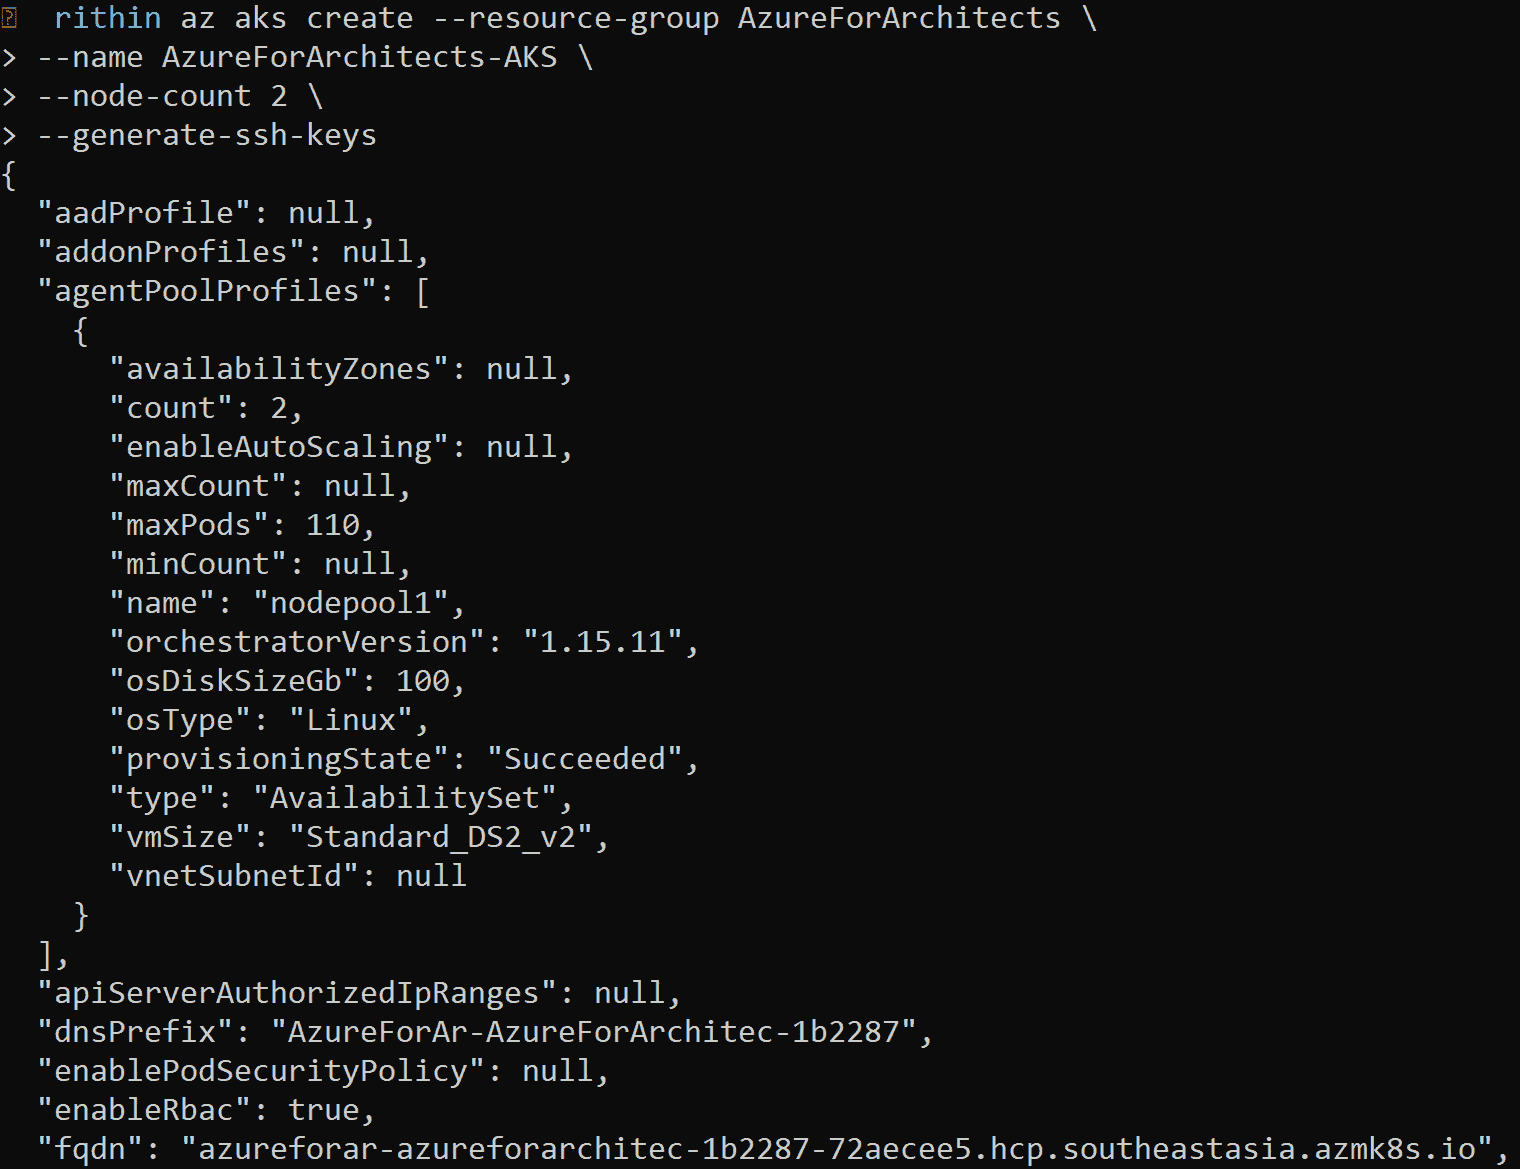 rithin az aks create --resource-group AzureForArchitects \
> --name AzureForArchitects-AKS \
> --node-count 2 \
> --generate-ssh-keys
{
  "aadProfile": null,
  "addonProfiles": null,
  "agentPoolProfiles": [
    {
      "availabilityZones": null,
      "count": 2,
      "enableAutoScaling": null,
      "maxCount": null,
      "maxPods": 110,
      "minCount": null,
      "name": "nodepool1",
      "orchestratorVersion": "1.15.11",
      "osDiskSizeGb": 100,
      "osType": "Linux",
      "provisioningState": "Succeeded",
      "type": "AvailabilitySet",
      "vmSize": "Standard_DS2_v2",
      "vnetSubnetId": null
    }
  ],
  "apiServerAuthorizedIpRanges": null,
  "dnsPrefix": "AzureForAr-AzureForArchitec-1b2287",
  "enablePodSecurityPolicy": null,
  "enableRbac": true,
  "fqdn": "azureforar-azureforarchitec-1b2287-72aecee5.hcp.southeastasia.azmk8s.io",